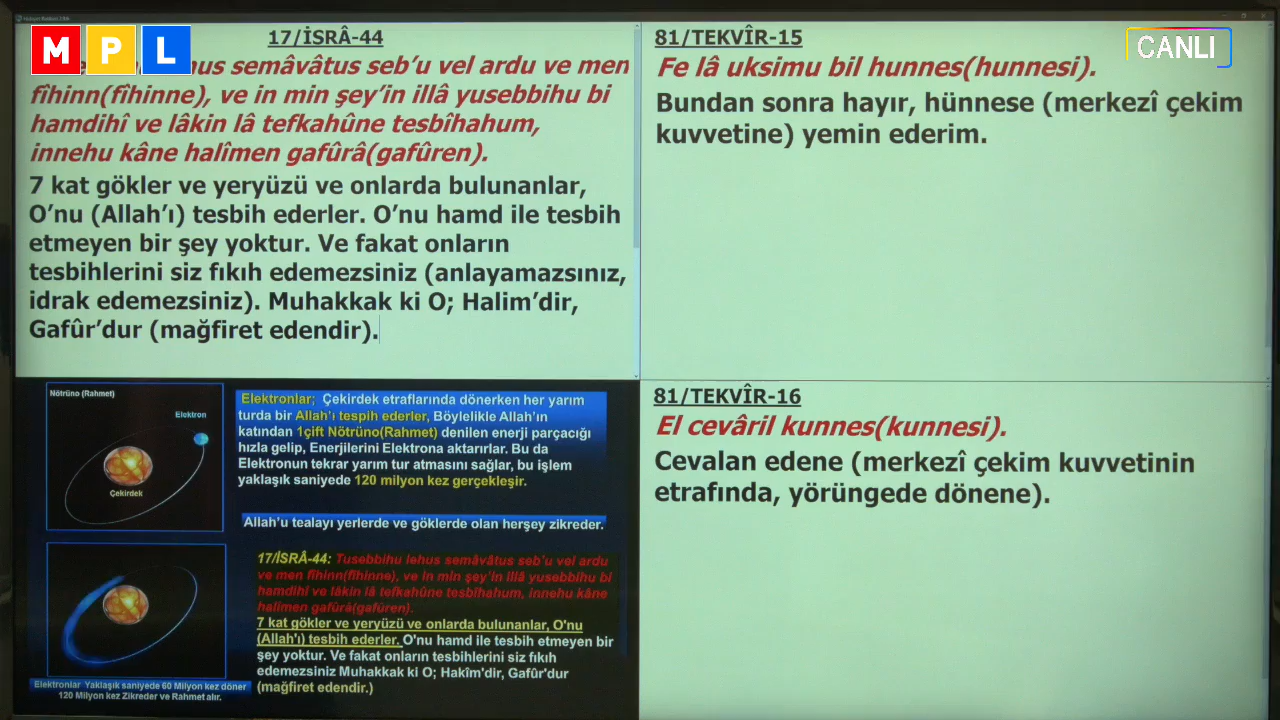 MPL
CANLI
17/İSRÂ-44
hus semâvâtus seb’u vel ardu ve men
fîhinn(fîhinne), ve in min şey’in illâ yusebbihu bi
hamdihî ve lâkin lâ tefkahûne tesbîhahum,
innehu kâne halîmen gafûrâ(gafûren).
7 kat gökler ve yeryüzü ve onlarda bulunanlar,
O’nu (Allah’ı) tesbih ederler. O’nu hamd ile tesbih
etmeyen bir şey yoktur. Ve fakat onların
tesbihlerini siz fıkıh edemezsiniz (anlayamazsınız,
idrak edemezsiniz). Muhakkak ki O; Halim’dir,
Gafûr’dur (mağfiret edendir).
81/TEKVÎR-15
Fe lâ uksimu bil hunnes(hunnesi).
Bundan sonra hayır, hünnese (merkezî çekim
kuvvetine) yemin ederim.
Nötrüno (Rahmet)
Elektron
Çekirdek
Elektronlar; Çekirdek etraflarında dönerken her yarım
turda bir Allah’ı tespih ederler, Böylelikle Allah’ın
katından 1çift Nötrüno(Rahmet) denilen enerji parçacığı
hızla gelip, Enerjilerini Elektrona aktarırlar. Bu da
Elektronun tekrar yarım tur atmasını sağlar, bu işlem
yaklaşık saniyede 120 milyon kez gerçekleşir.
Allah’u tealayı yerlerde ve göklerde olan herşey zikreder.
17/İSRÂ-44: Tusebbihu lehus semâvâtus seb’u vel ardu
ve men fîhinn(fîhinne), ve in min şey’in illâ yusebbihu bi
hamdihî ve lâkin lâ tefkahûne tesbîhahum, innehu kâne
halîmen gafûrâ(gafûren).
7 kat gökler ve yeryüzü ve onlarda bulunanlar, O'nu
(Allah'ı) tesbih ederler. O'nu hamd ile tesbih etmeyen bir
şey yoktur. Ve fakat onların tesbihlerini siz fıkıh
edemezsiniz Muhakkak ki O; Hakîm'dir, Gafûr'dur
(mağfiret edendir.)
Elektronlar Yaklaşık saniyede 60 Milyon kez döner
120 Milyon kez Zikreder ve Rahmet alır.
81/TEKVÎR-16
El cevâril kunnes(kunnesi).
Cevalan edene (merkezî çekim kuvvetinin
etrafında, yörüngede dönene).